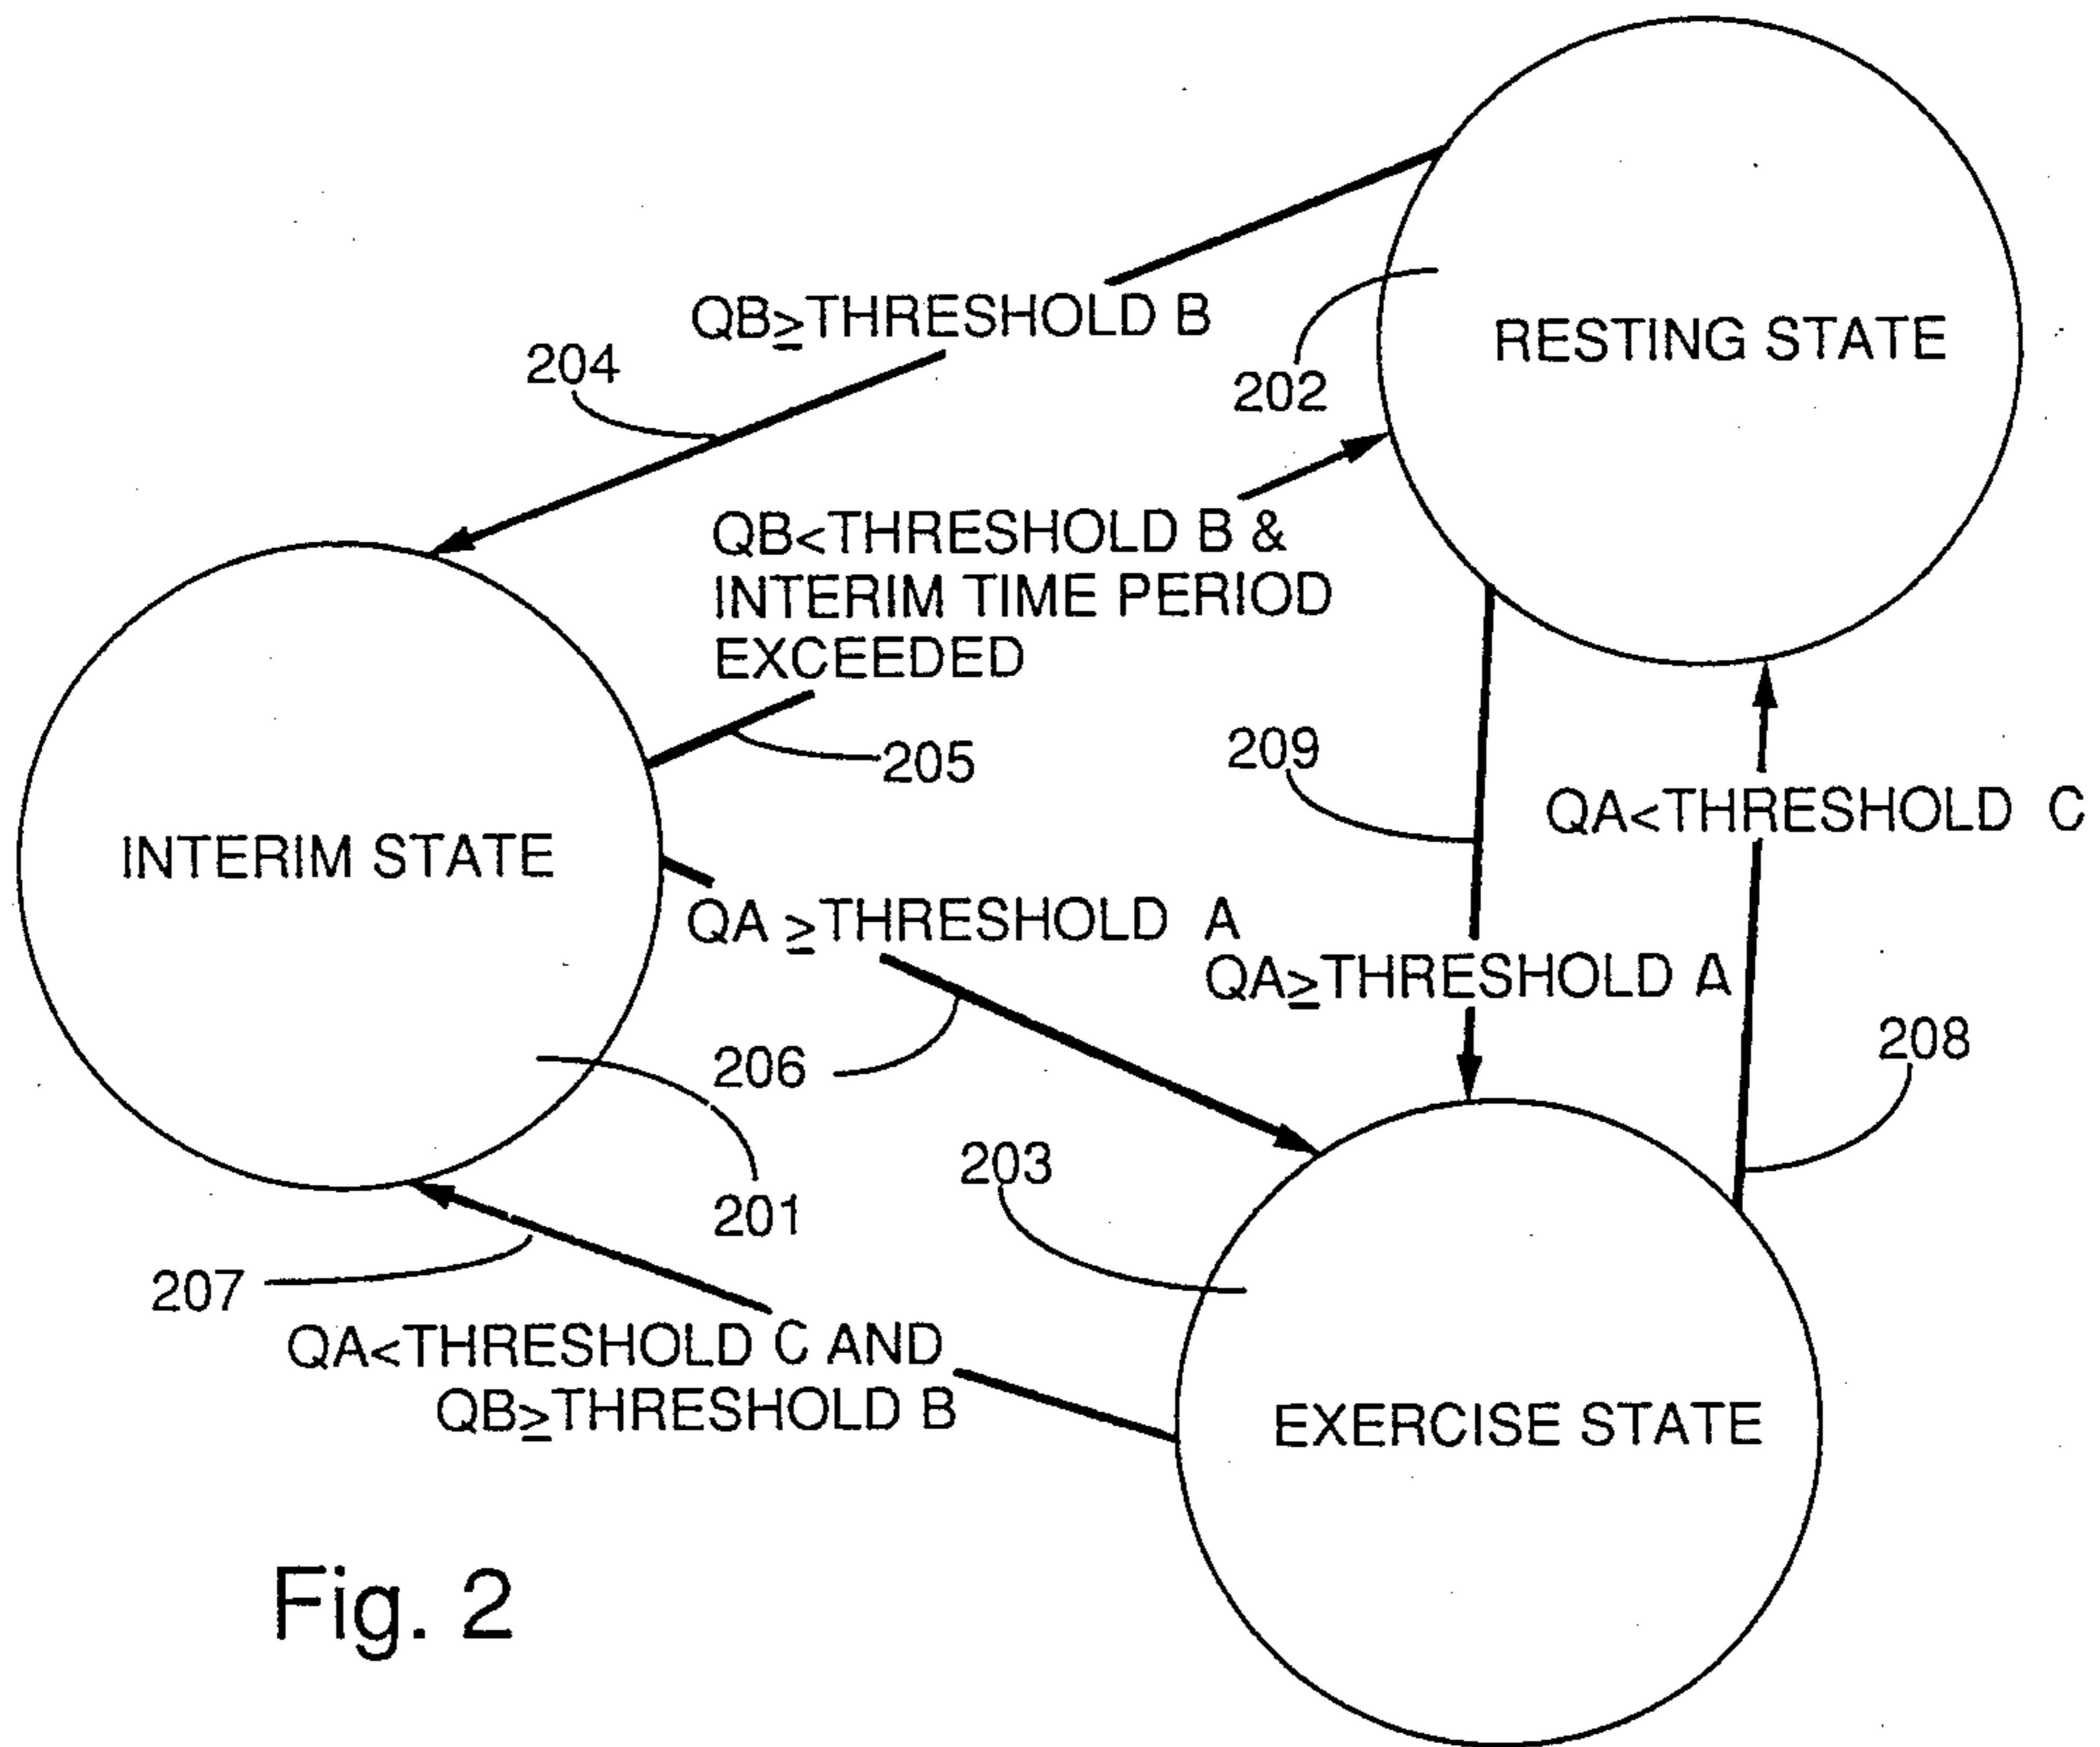 QB≥THRESHOLD B
204
202
RESTING STATE
QB<THRESHOLD B &
INTERIM TIME PERIOD
EXCEEDED
205
209
QA<THRESHOLD C
INTERIM STATE
QA ≥THRESHOLD A
QA≥THRESHOLD A
206
208
203
201
207
QA<THRESHOLD C AND
QB≥THRESHOLD B
EXERCISE STATE
Fig. 2